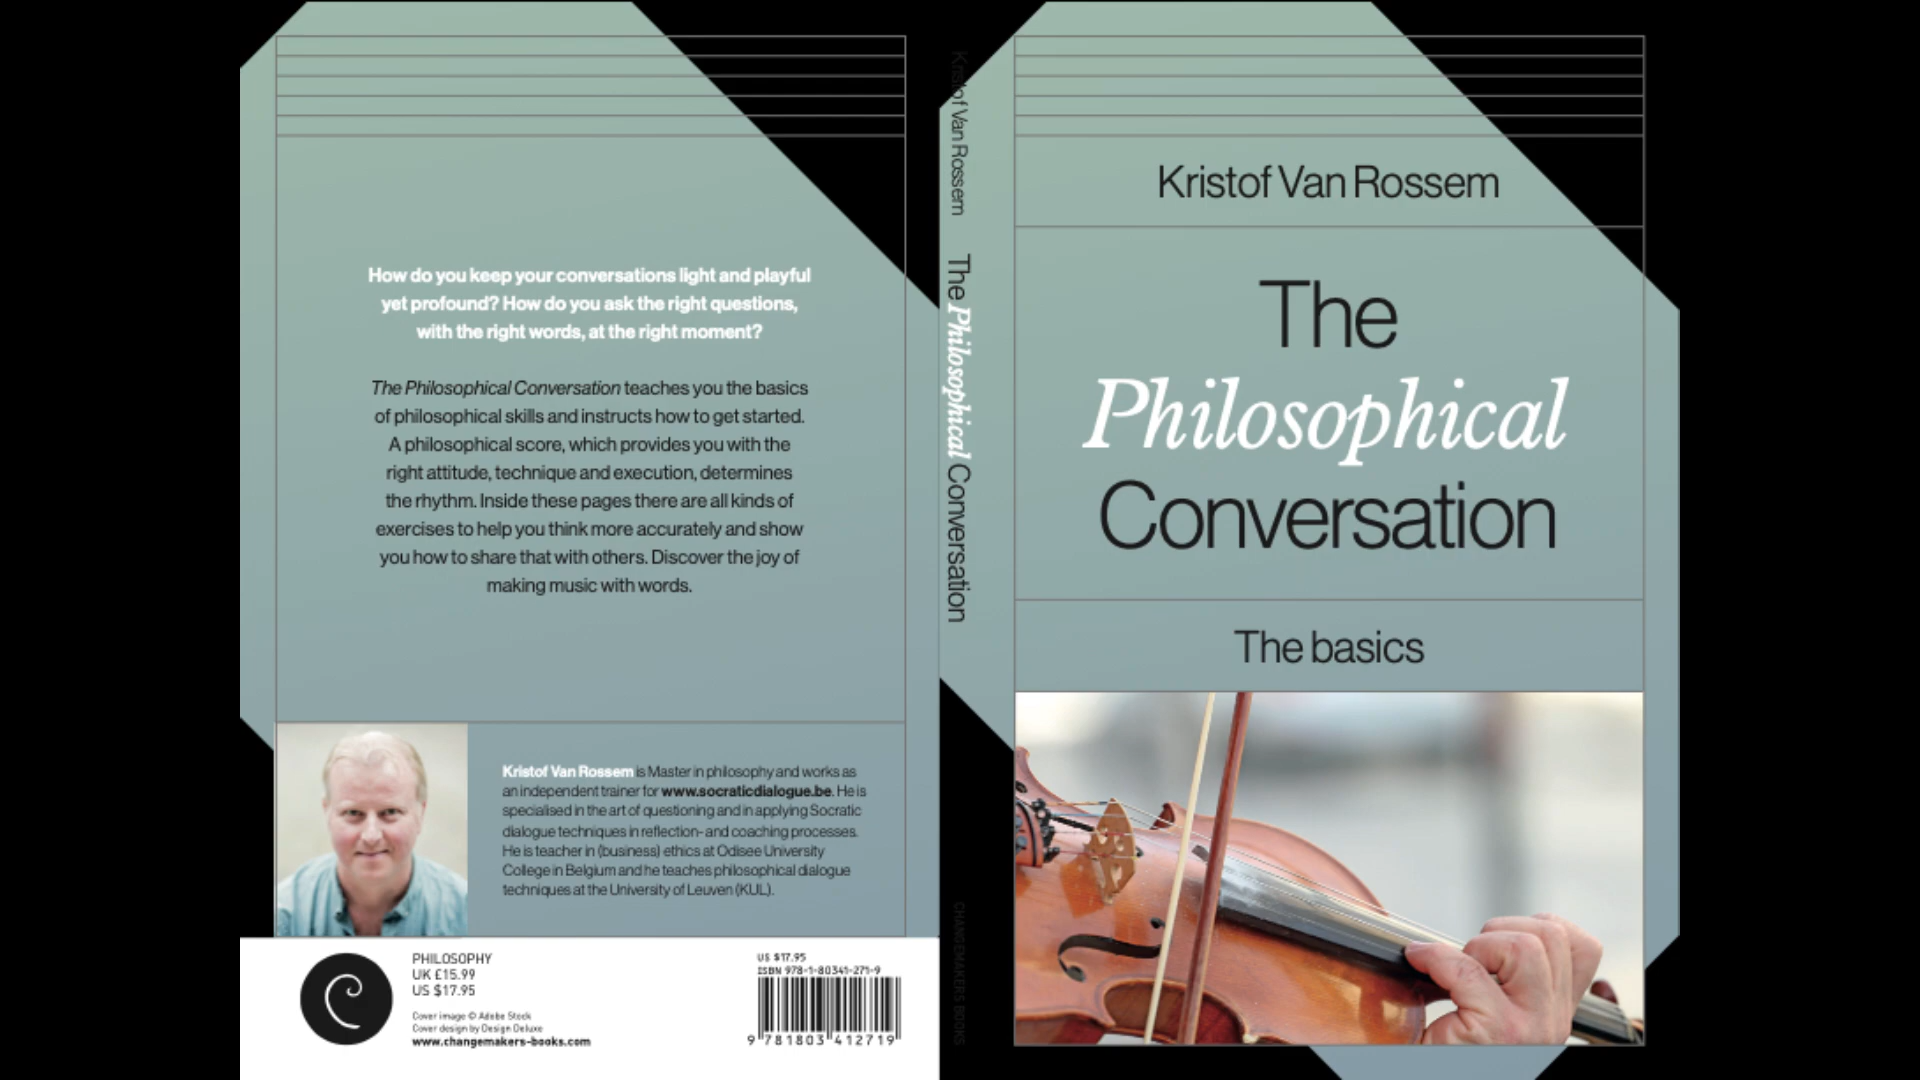 How do you keep your conversations light and playful
yet profound? How do you ask the right questions,
with the right words, at the right moment?
The Philosophical Conversation teaches you the basics
of philosophical skills and instructs how to get started.
A philosophical score, which provides you with the
right attitude, technique and execution, determines
the rhythm. Inside these pages there are all kinds of
exercises to help you think more accurately and show
you how to share that with others. Discover the joy of
making music with words.
Kristof Van Rossem is Master in philosophy and works as
an independent trainer for www.socraticdialogue.be. He is
specialised in the art of questioning and in applying Socratic
dialogue techniques in reflection- and coaching processes.
He is teacher in (business) ethics at Odisee University
College in Belgium and he teaches philosophical dialogue
techniques at the University of Leuven (KUL).
PHILOSOPHY
UK £15.99
US $17.95
Cover image © Adobe Stock
Cover design by Design Deluxe
www.changemakers-books.com
US $17.95
ISBN 978-1-80341-271-9
9 781803 412719
Kristof Van Rossem The Philosophical Conversation
CHANGEMAKERS BOOKS
Kristof Van Rossem
The
Philosophical
Conversation
The basics